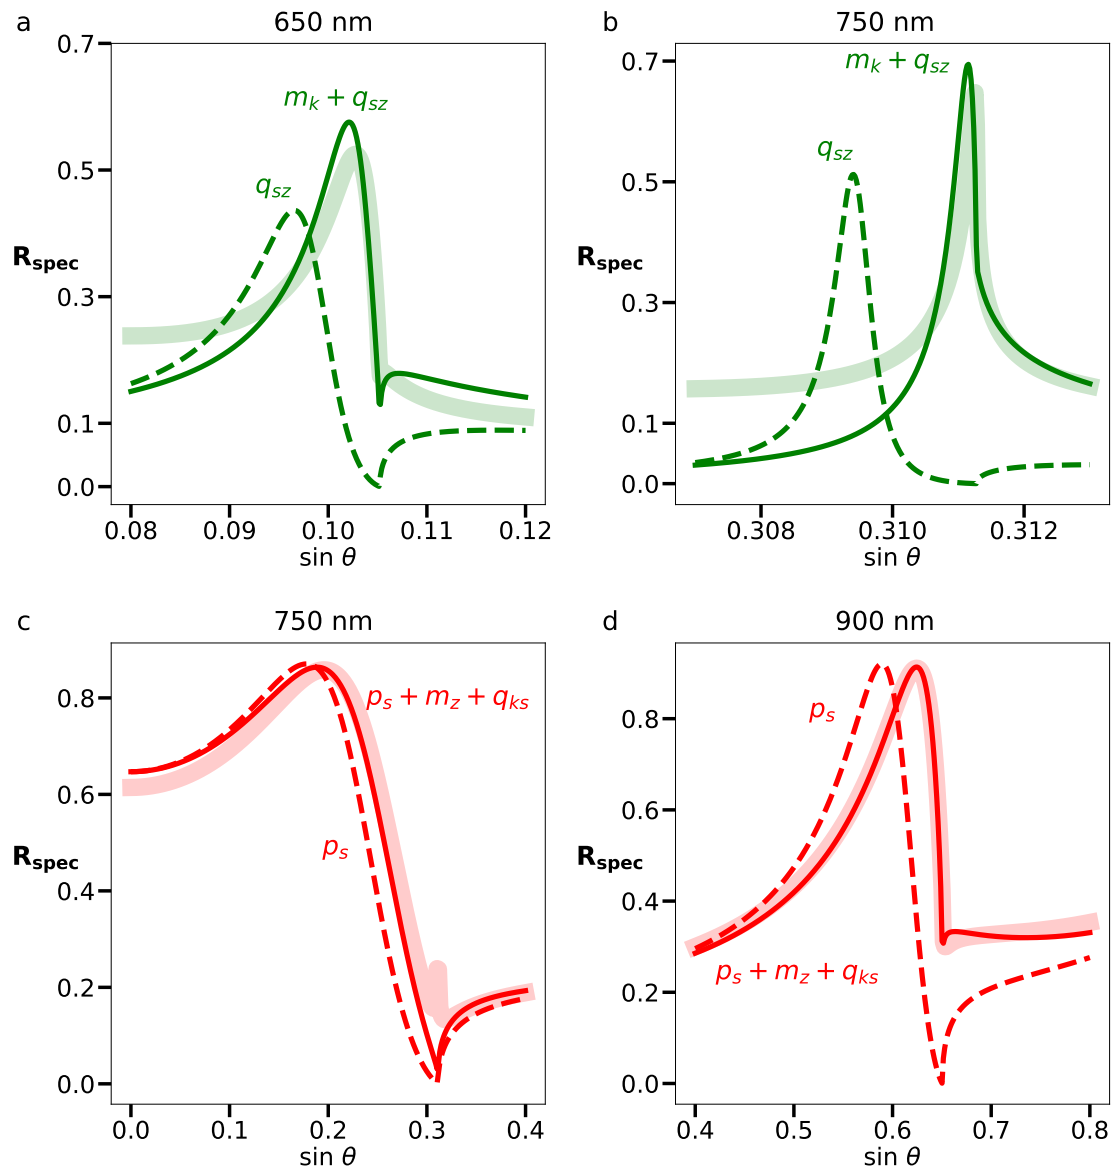 a
650 nm
0.7
0.5
0.3
0.1
0.0
R_spec
m_k + q_sz
q_sz
0.08 0.09 0.10 0.11 0.12
sin θ
b
750 nm
0.7
0.5
0.3
0.1
0.0
R_spec
m_k + q_sz
q_sz
0.308 0.310 0.312
sin θ
c
750 nm
0.8
0.6
0.4
0.2
0.0
R_spec
p_s + m_z + q_ks
p_s
0.0 0.1 0.2 0.3 0.4
sin θ
d
900 nm
0.8
0.6
0.4
0.2
0.0
R_spec
p_s
p_s + m_z + q_ks
0.4 0.5 0.6 0.7 0.8
sin θ